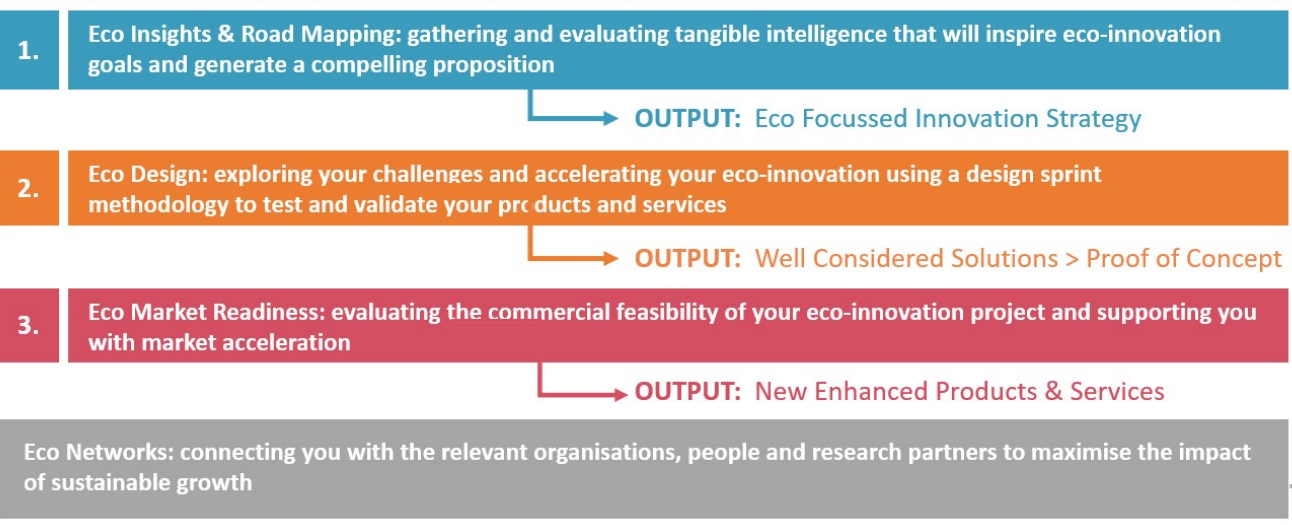 1.
Eco Insights & Road Mapping: gathering and evaluating tangible intelligence that will inspire eco-innovation
goals and generate a compelling proposition
OUTPUT: Eco Focussed Innovation Strategy
2.
Eco Design: exploring your challenges and accelerating your eco-innovation using a design sprint
methodology to test and validate your products and services
OUTPUT: Well Considered Solutions > Proof of Concept
3.
Eco Market Readiness: evaluating the commercial feasibility of your eco-innovation project and supporting you
with market acceleration
OUTPUT: New Enhanced Products & Services
Eco Networks: connecting you with the relevant organisations, people and research partners to maximise the impact
of sustainable growth